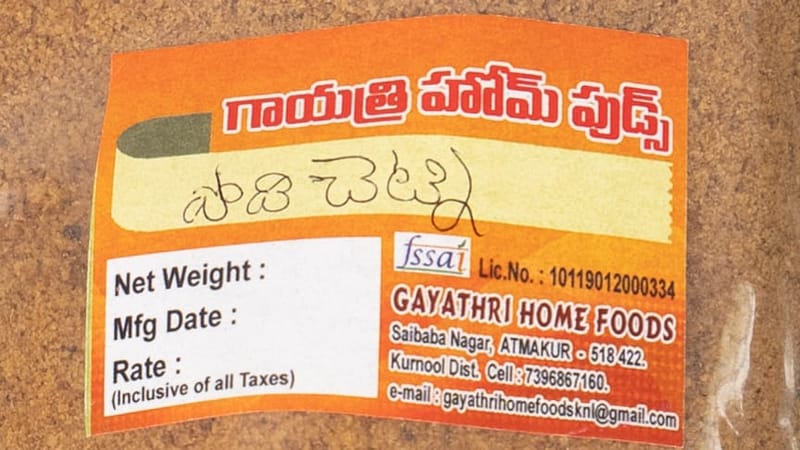 గాయత్రి హోమ్ ఫుడ్స్
పొడి చెట్ని
fssai Lic.No. : 10119012000334
GAYATHRI HOME FOODS
Saibaba Nagar, ATMAKUR - 518 422.
Kurnool Dist. Cell : 7396867160.
e-mail : gayathrihomefoodsknl@gmail.com
Net Weight :
Mfg Date :
Rate :
(Inclusive of all Taxes)